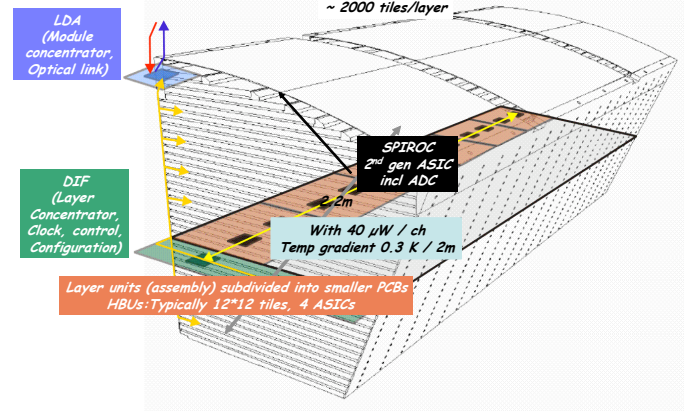 ~ 2000 tiles/layer
LDA
(Module
concentrator,
Optical link)
SPIROC
2nd gen ASIC
incl ADC
DIF
(Layer
Concentrator,
Clock, control,
Configuration)
2.2m
With 40 µW / ch
Temp gradient 0.3 K / 2m
Layer units (assembly) subdivided into smaller PCBs
HBUs:Typically 12*12 tiles, 4 ASICs